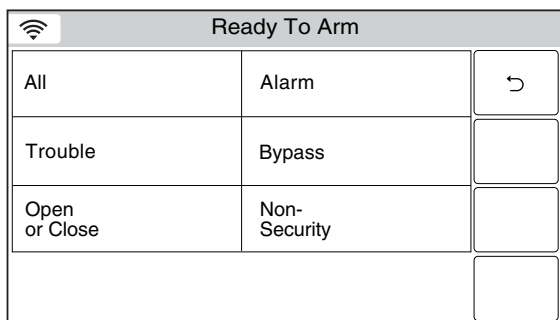 Ready To Arm
All
Alarm
Trouble
Bypass
Open
or Close
Non-
Security